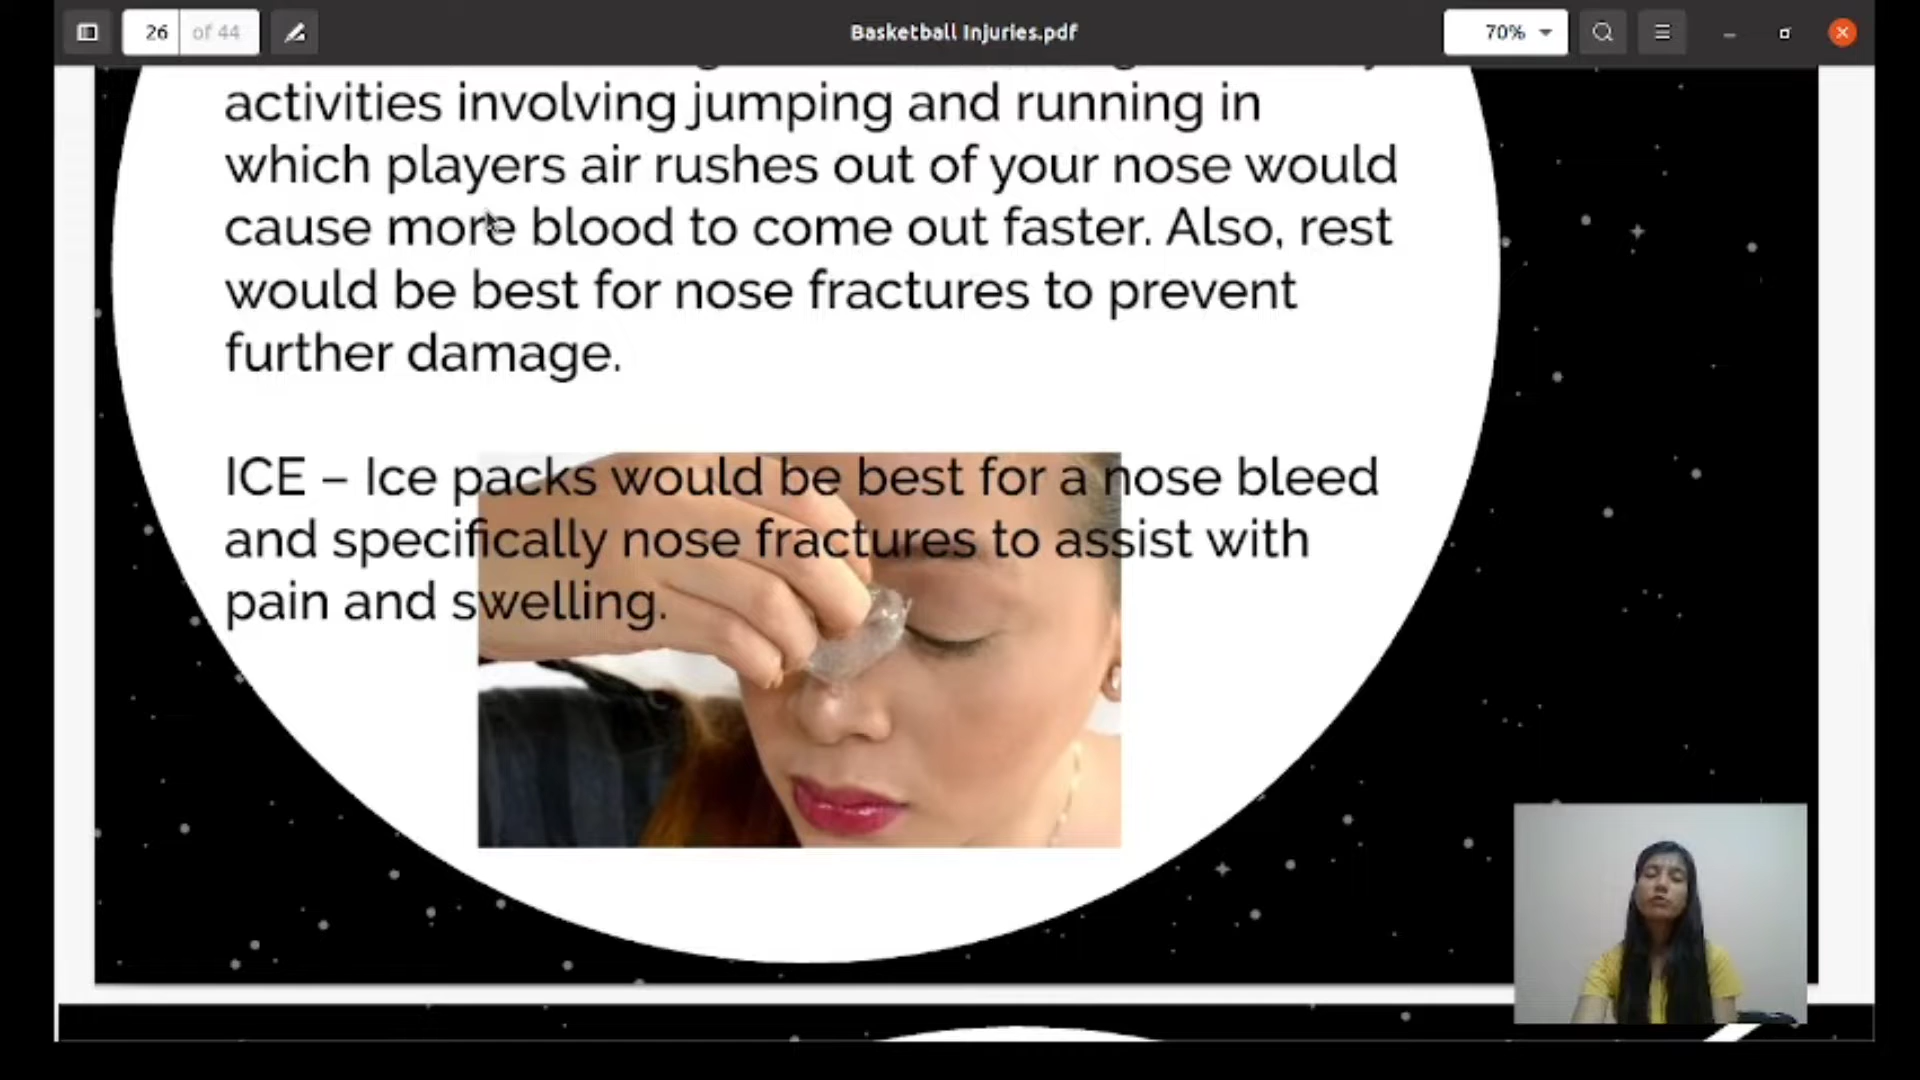 26 of 44
Basketball Injuries.pdf
70%
activities involving jumping and running in
which players air rushes out of your nose would
cause more blood to come out faster. Also, rest
would be best for nose fractures to prevent
further damage.
ICE – Ice packs would be best for a nose bleed
and specifically nose fractures to assist with
pain and swelling.